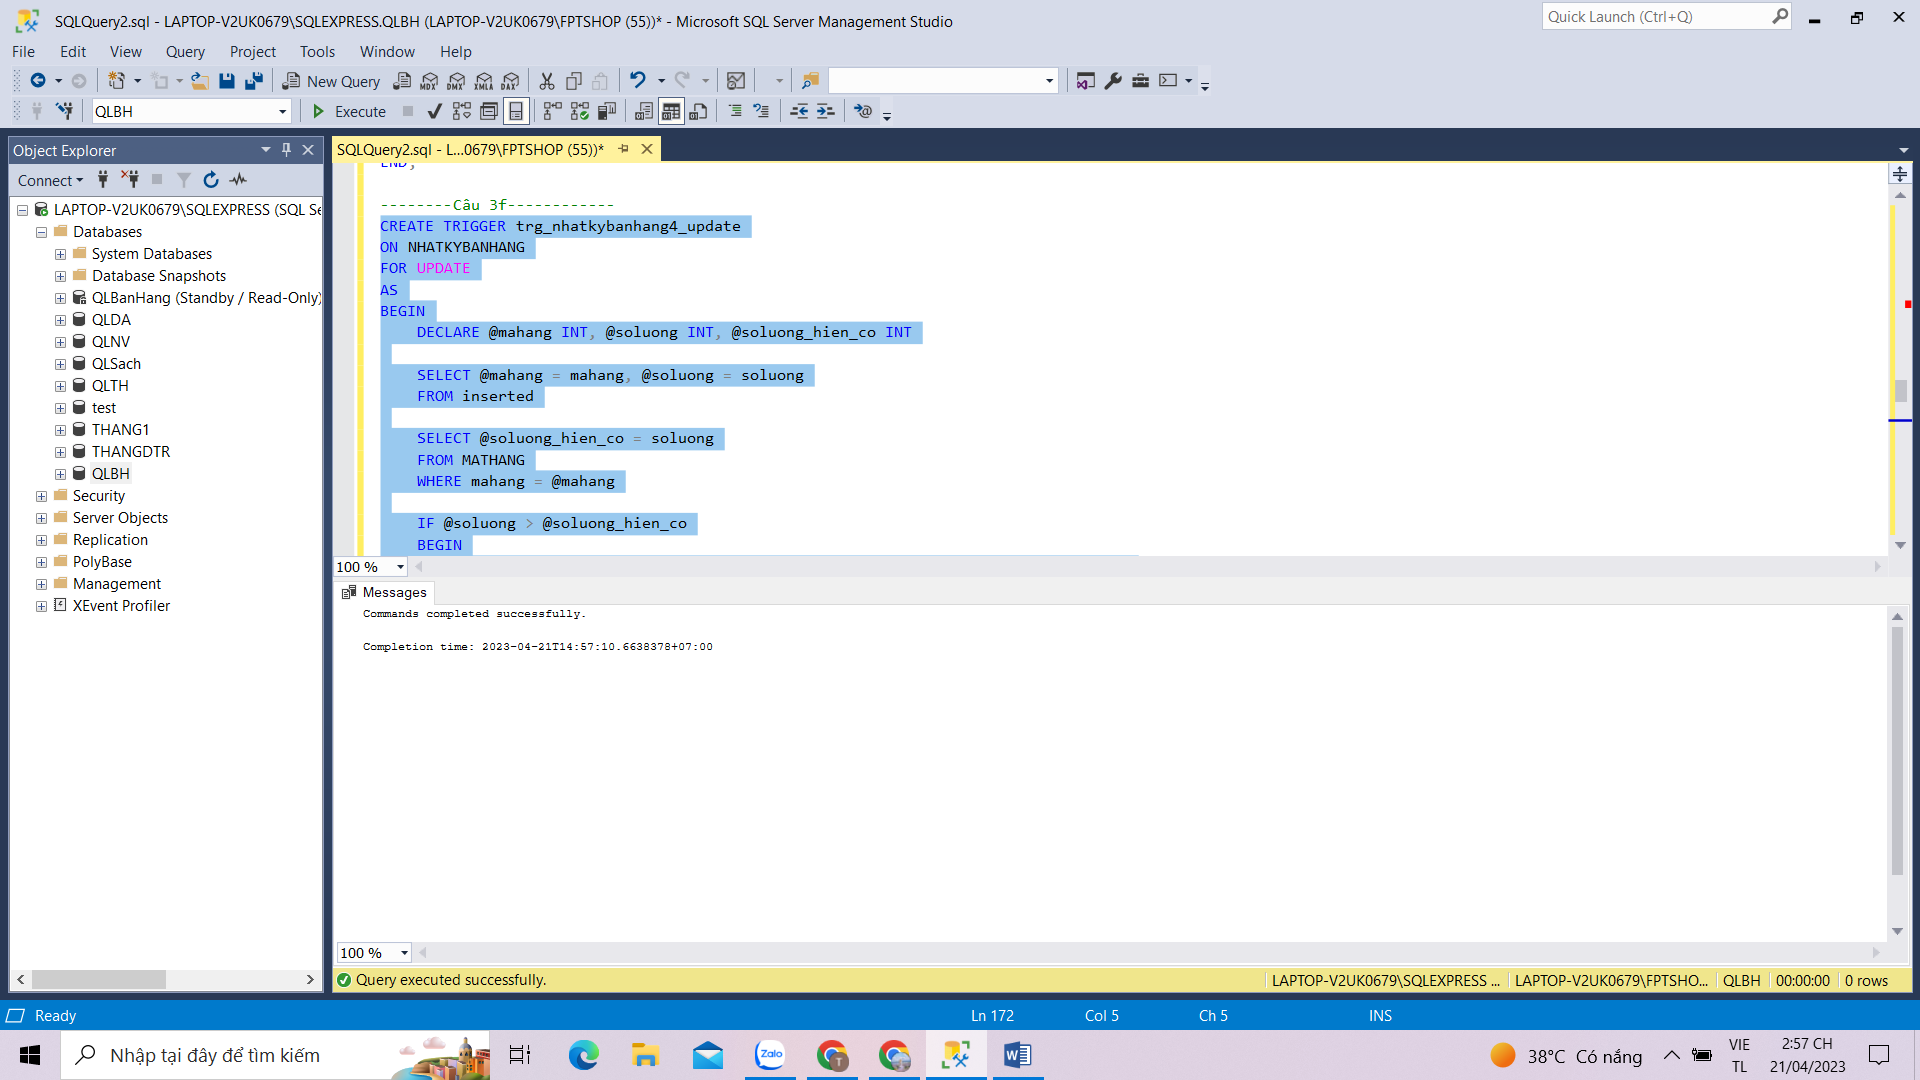 SQLQuery2.sql - LAPTOP-V2UK0679\SQLEXPRESS.QLBH (LAPTOP-V2UK0679\FPTSHOP (55))* - Microsoft SQL Server Management Studio
Quick Launch (Ctrl+Q)
File Edit View Query Project Tools Window Help
New Query
MDX DMX XMLA DAX
QLBH
Execute
Object Explorer
SQLQuery2.sql - L...0679\FPTSHOP (55))*
Connect
LAPTOP-V2UK0679\SQLEXPRESS (SQL Se
Databases
System Databases
Database Snapshots
QLBanHang (Standby / Read-Only)
QLDA
QLNV
QLSach
QLTH
test
THANG1
THANGDTR
QLBH
Security
Server Objects
Replication
PolyBase
Management
XEvent Profiler
END;
--------Câu 3f------------
CREATE TRIGGER trg_nhatkybanhang4_update
ON NHATKYBANHANG
FOR UPDATE
AS
BEGIN
DECLARE @mahang INT, @soluong INT, @soluong_hien_co INT
SELECT @mahang = mahang, @soluong = soluong
FROM inserted
SELECT @soluong_hien_co = soluong
FROM MATHANG
WHERE mahang = @mahang
IF @soluong > @soluong_hien_co
BEGIN
100 %
Messages
Commands completed successfully.
Completion time: 2023-04-21T14:57:10.6638378+07:00
100 %
Query executed successfully.
LAPTOP-V2UK0679\SQLEXPRESS ... LAPTOP-V2UK0679\FPTSHO... QLBH 00:00:00 0 rows
Ready
Ln 172 Col 5 Ch 5 INS
Nhập tại đây để tìm kiếm
Zalo
T
38°C Có nắng
VIE
TL
2:57 CH
21/04/2023